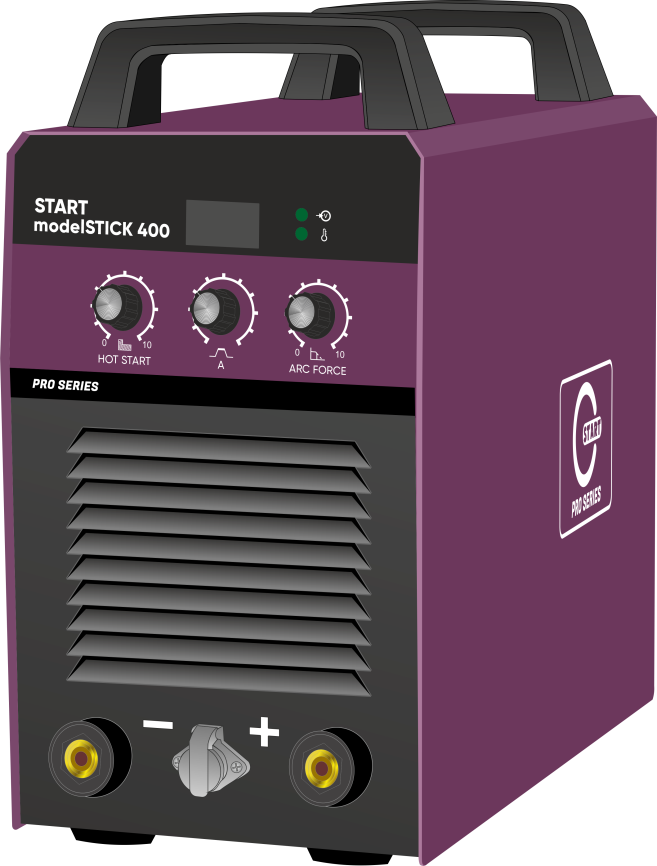 START
modelSTICK 400
V
0 10
HOT START
A
0 10
ARC FORCE
PRO SERIES
START
PRO SERIES